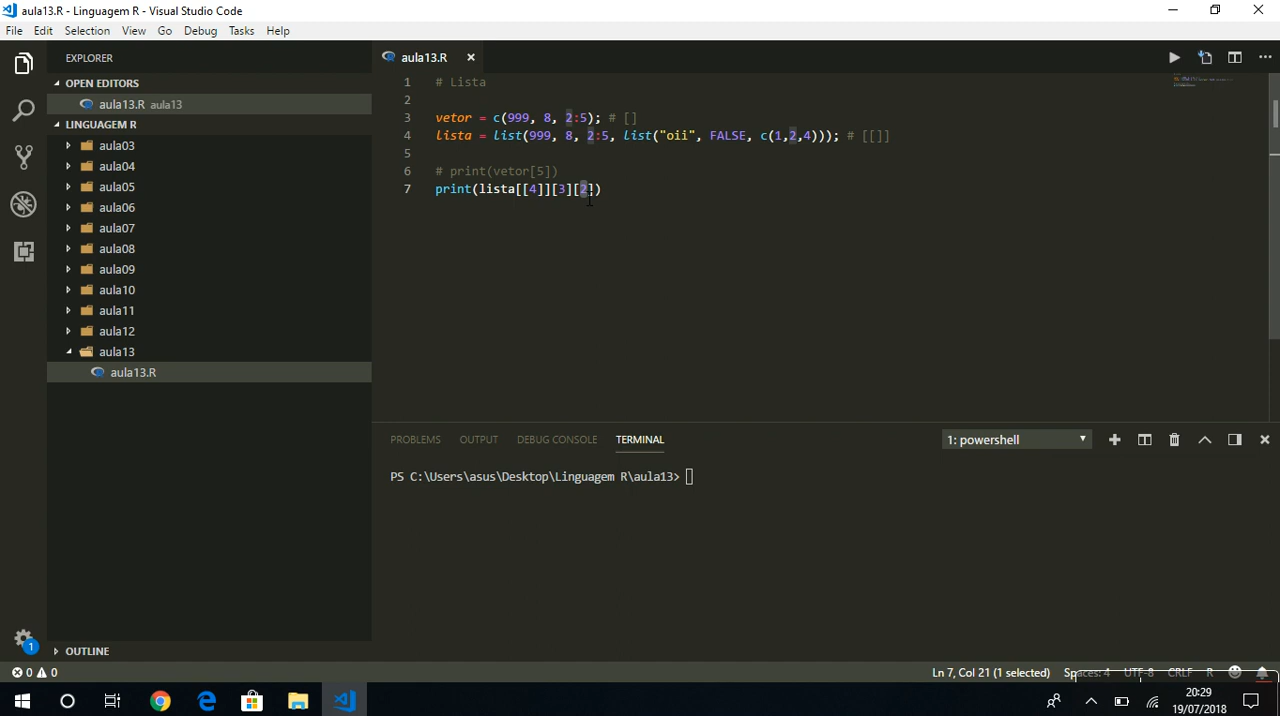 aula13.R - Linguagem R - Visual Studio Code
File Edit Selection View Go Debug Tasks Help
EXPLORER
OPEN EDITORS
aula13.R aula13
LINGUAGEM R
aula03
aula04
aula05
aula06
aula07
aula08
aula09
aula10
aula11
aula12
aula13
aula13.R
OUTLINE
aula13.R
1 # Lista
2
3 vetor = c(999, 8, 2:5); # []
4 lista = list(999, 8, 2:5, list("oii", FALSE, c(1,2,4))); # [[]]
5
6 # print(vetor[5])
7 print(lista[[4]][3][2])
PROBLEMS OUTPUT DEBUG CONSOLE TERMINAL
1: powershell
PS C:\Users\asus\Desktop\Linguagem R\aula13>
1
0 0
Ln 7, Col 21 (1 selected) Spaces: 4 UTF-8 CRLF R
20:29
19/07/2018